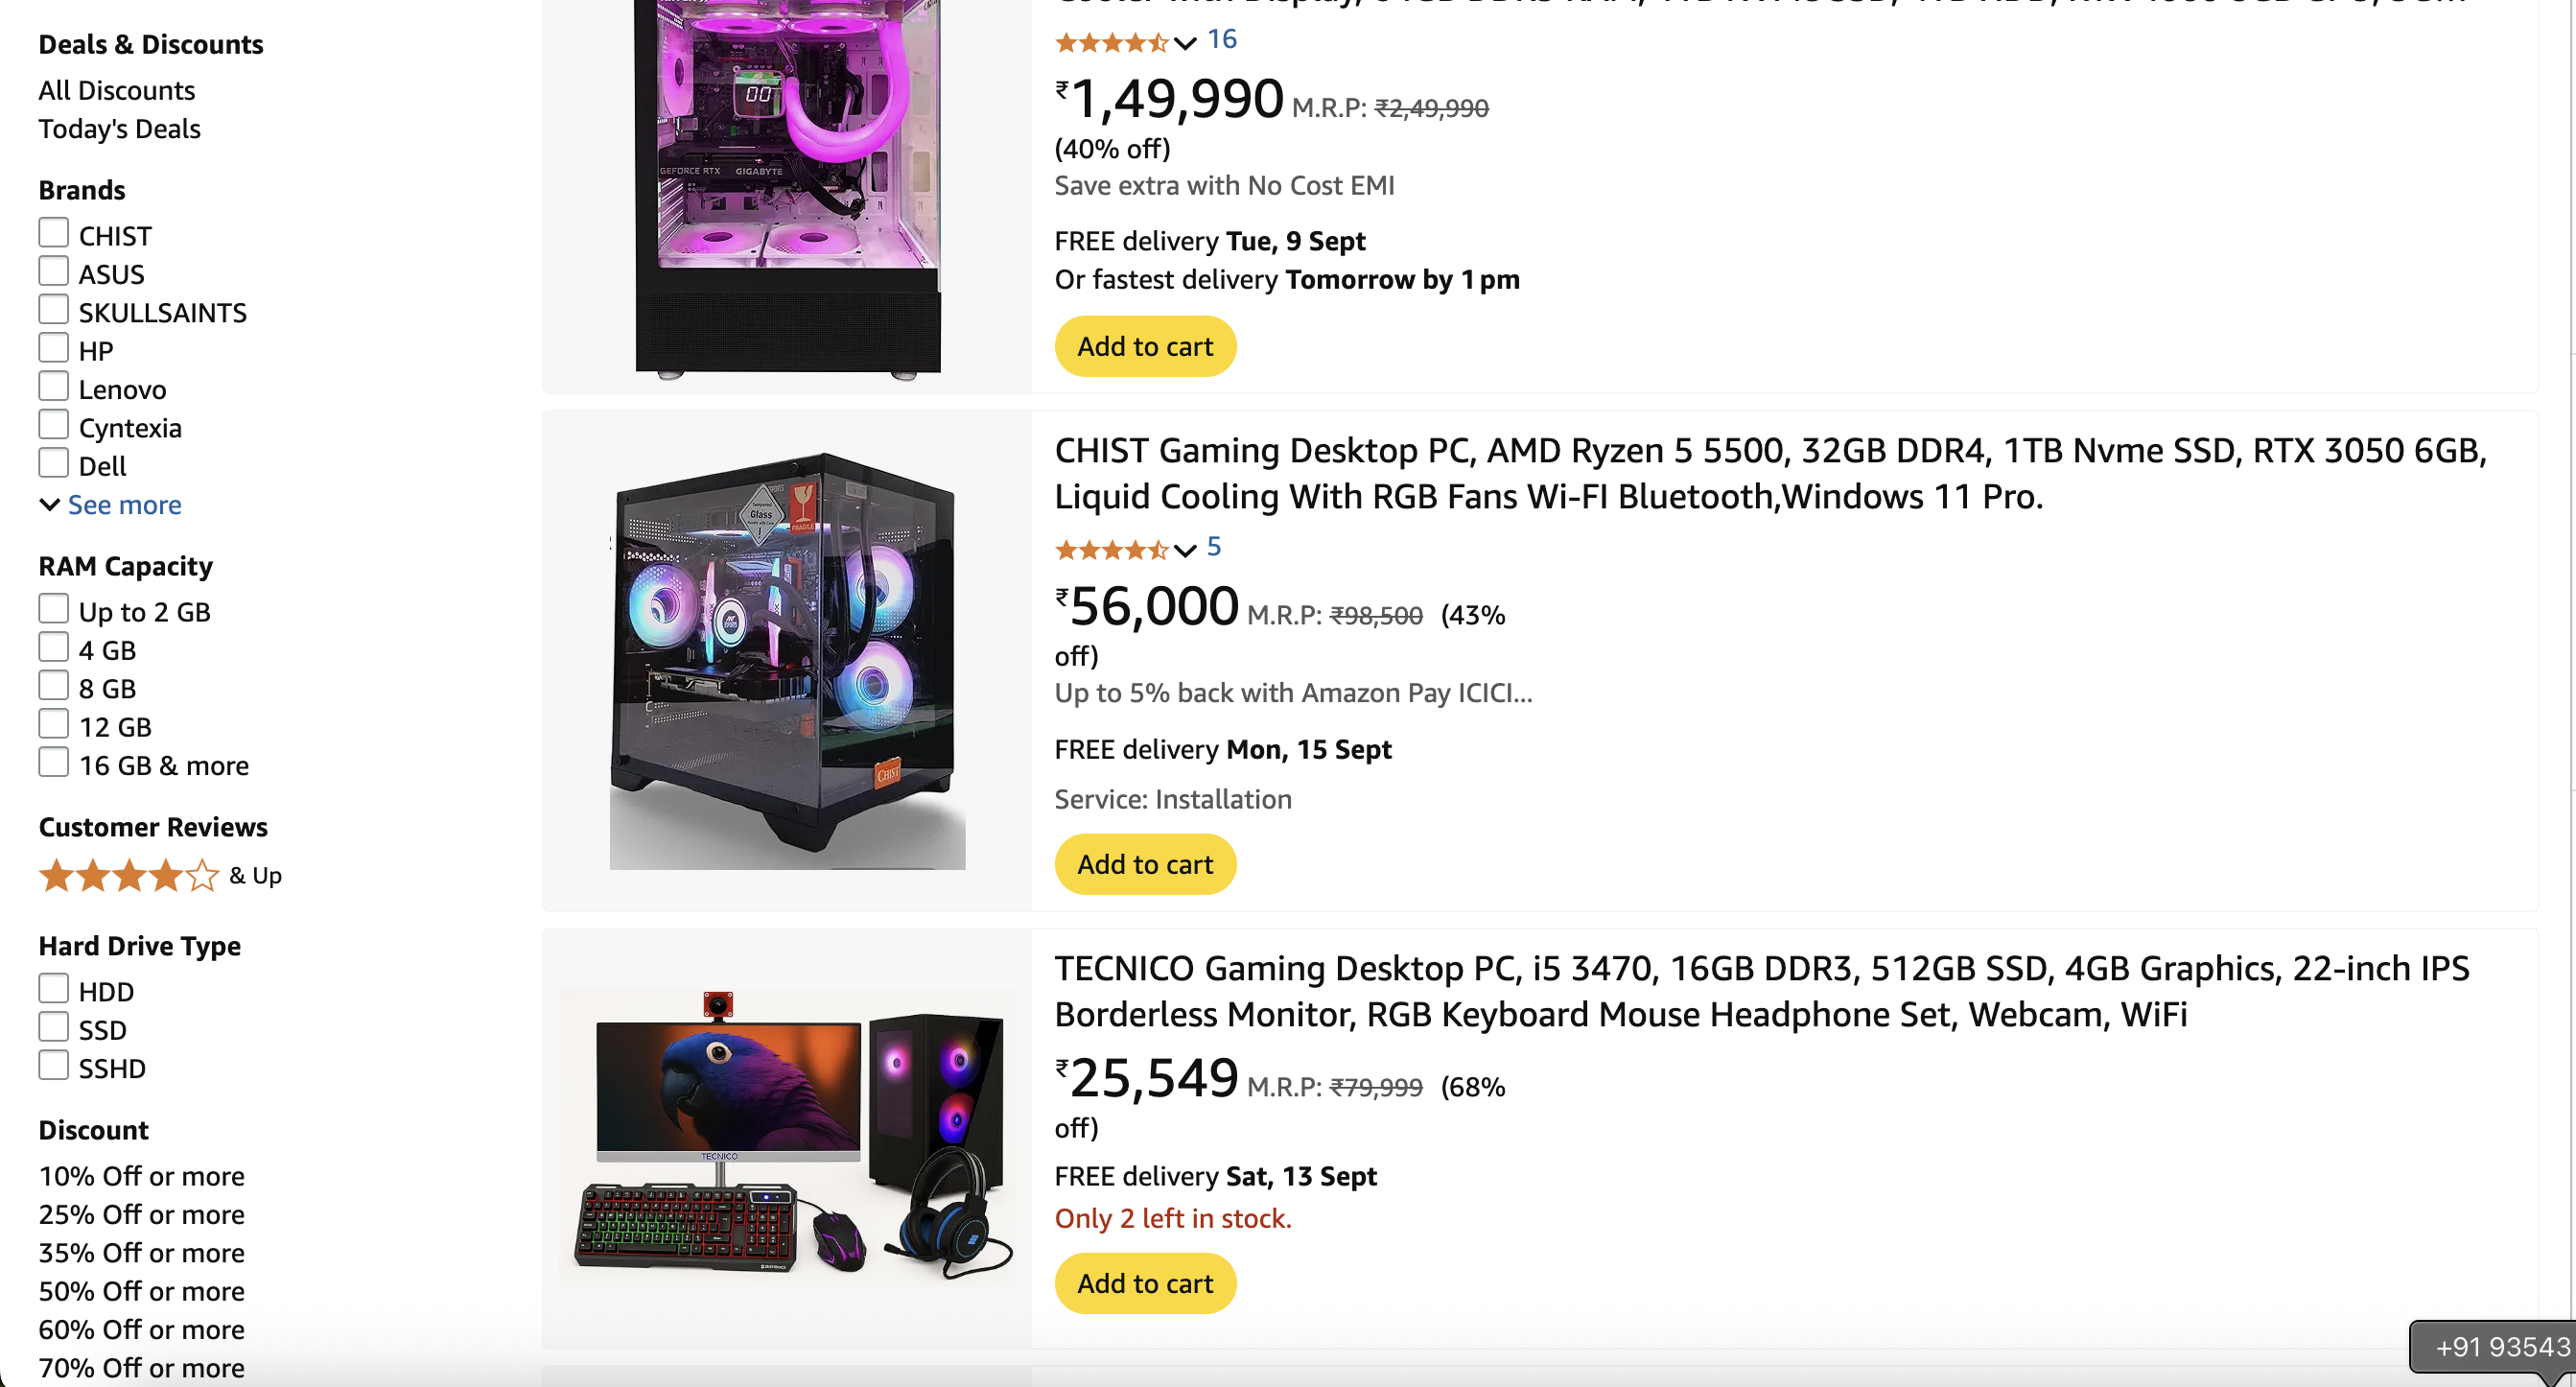 Deals & Discounts
All Discounts
Today's Deals
Brands
CHIST
ASUS
SKULLSAINTS
HP
Lenovo
Cyntexia
Dell
See more
RAM Capacity
Up to 2 GB
4 GB
8 GB
12 GB
16 GB & more
Customer Reviews
& Up
Hard Drive Type
HDD
SSD
SSHD
Discount
10% Off or more
25% Off or more
35% Off or more
50% Off or more
60% Off or more
70% Off or more
00
GEFORCE RTX GIGABYTE
16
₹1,49,990 M.R.P: ₹2,49,990
(40% off)
Save extra with No Cost EMI
FREE delivery Tue, 9 Sept
Or fastest delivery Tomorrow by 1 pm
Add to cart
Glass
FRAGILE
CHIST
CHIST Gaming Desktop PC, AMD Ryzen 5 5500, 32GB DDR4, 1TB Nvme SSD, RTX 3050 6GB,
Liquid Cooling With RGB Fans Wi-FI Bluetooth,Windows 11 Pro.
5
₹56,000 M.R.P: ₹98,500 (43%
off)
Up to 5% back with Amazon Pay ICICI...
FREE delivery Mon, 15 Sept
Service: Installation
Add to cart
TECNICO
TECNICO Gaming Desktop PC, i5 3470, 16GB DDR3, 512GB SSD, 4GB Graphics, 22-inch IPS
Borderless Monitor, RGB Keyboard Mouse Headphone Set, Webcam, WiFi
₹25,549 M.R.P: ₹79,999 (68%
off)
FREE delivery Sat, 13 Sept
Only 2 left in stock.
Add to cart
+91 93543